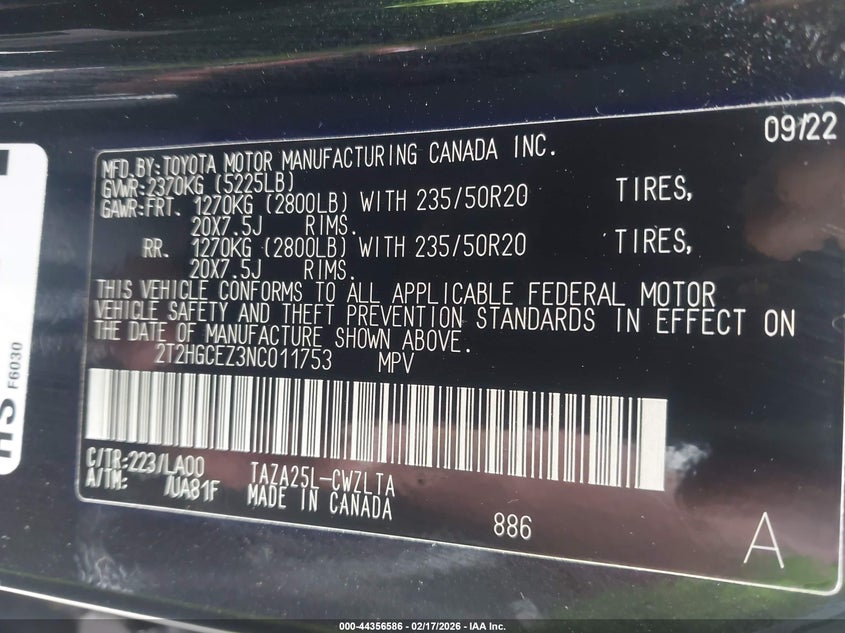 09/22
MFD.BY:TOYOTA MOTOR MANUFACTURING CANADA INC.
GVWR:2370KG (5225LB)
GAWR:FRT. 1270KG (2800LB) WITH 235/50R20 TIRES,
20X7.5J RIMS.
RR. 1270KG (2800LB) WITH 235/50R20 TIRES,
20X7.5J RIMS.
THIS VEHICLE CONFORMS TO ALL APPLICABLE FEDERAL MOTOR
VEHICLE SAFETY AND THEFT PREVENTION STANDARDS IN EFFECT ON
THE DATE OF MANUFACTURE SHOWN ABOVE.
2T2HGCEZ3NC011753 MPV
C/TR:223/LA00 TAZA25L-CWZLTA
A/TM: /UA81F MADE IN CANADA
886
A
F6030
000-44356586 - 02/17/2026 - IAA Inc.